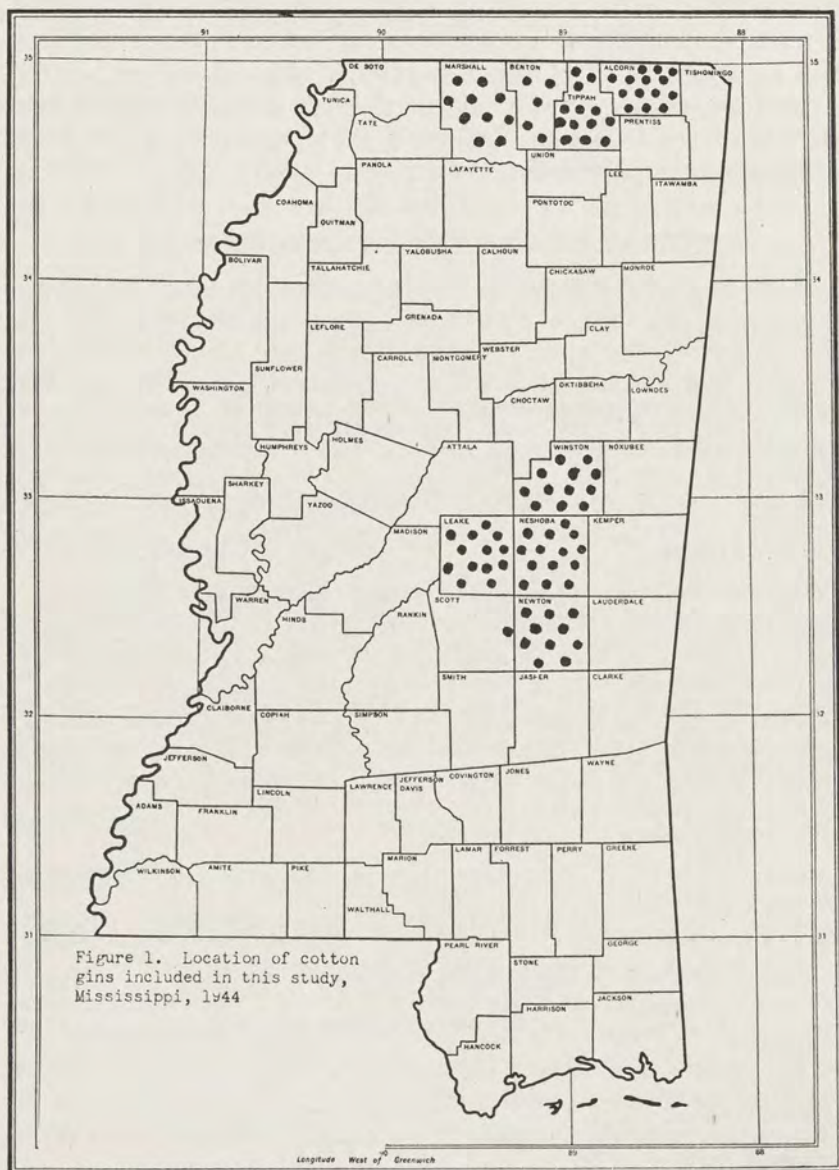 91 90 89 88
35 DE SOTO MARSHALL BENTON ALCORN TISHOMINGO 35
TIPPAH
TUNICA
TATE PRENTISS
UNION
PANOLA LAFAYETTE LEE
ITAWAMBA
COAHOMA PONTOTOC
QUITMAN
YALOBUSHA CALHOUN
BOLIVAR TALLAHATCHIE CHICKASAW MONROE
34 34
GRENADA
LEFLORE CLAY
WEBSTER
CARROLL MONTGOMERY
SUNFLOWER
WASHINGTON OKTIBBEHA LOWNDES
CHOCTAW
HUMPHREYS HOLMES ATTALA WINSTON NOXUBEE
SHARKEY
33 ISSAQUENA 33
YAZOO
LEAKE NESHOBA KEMPER
MADISON
WARREN SCOTT NEWTON LAUDERDALE
HINDS RANKIN
SMITH JASPER CLARKE
32 CLAIBORNE COPIAH SIMPSON 32
JEFFERSON JEFFERSON DAVIS COVINGTON JONES WAYNE
LINCOLN LAWRENCE
ADAMS FRANKLIN
LAMAR FORREST PERRY GREENE
MARION
WILKINSON AMITE PIKE
WALTHALL
31 31
PEARL RIVER GEORGE
Figure 1. Location of cotton
gins included in this study,
Mississippi, 1944
STONE
JACKSON
HARRISON
HANCOCK
90 89 88
Longitude West of Greenwich